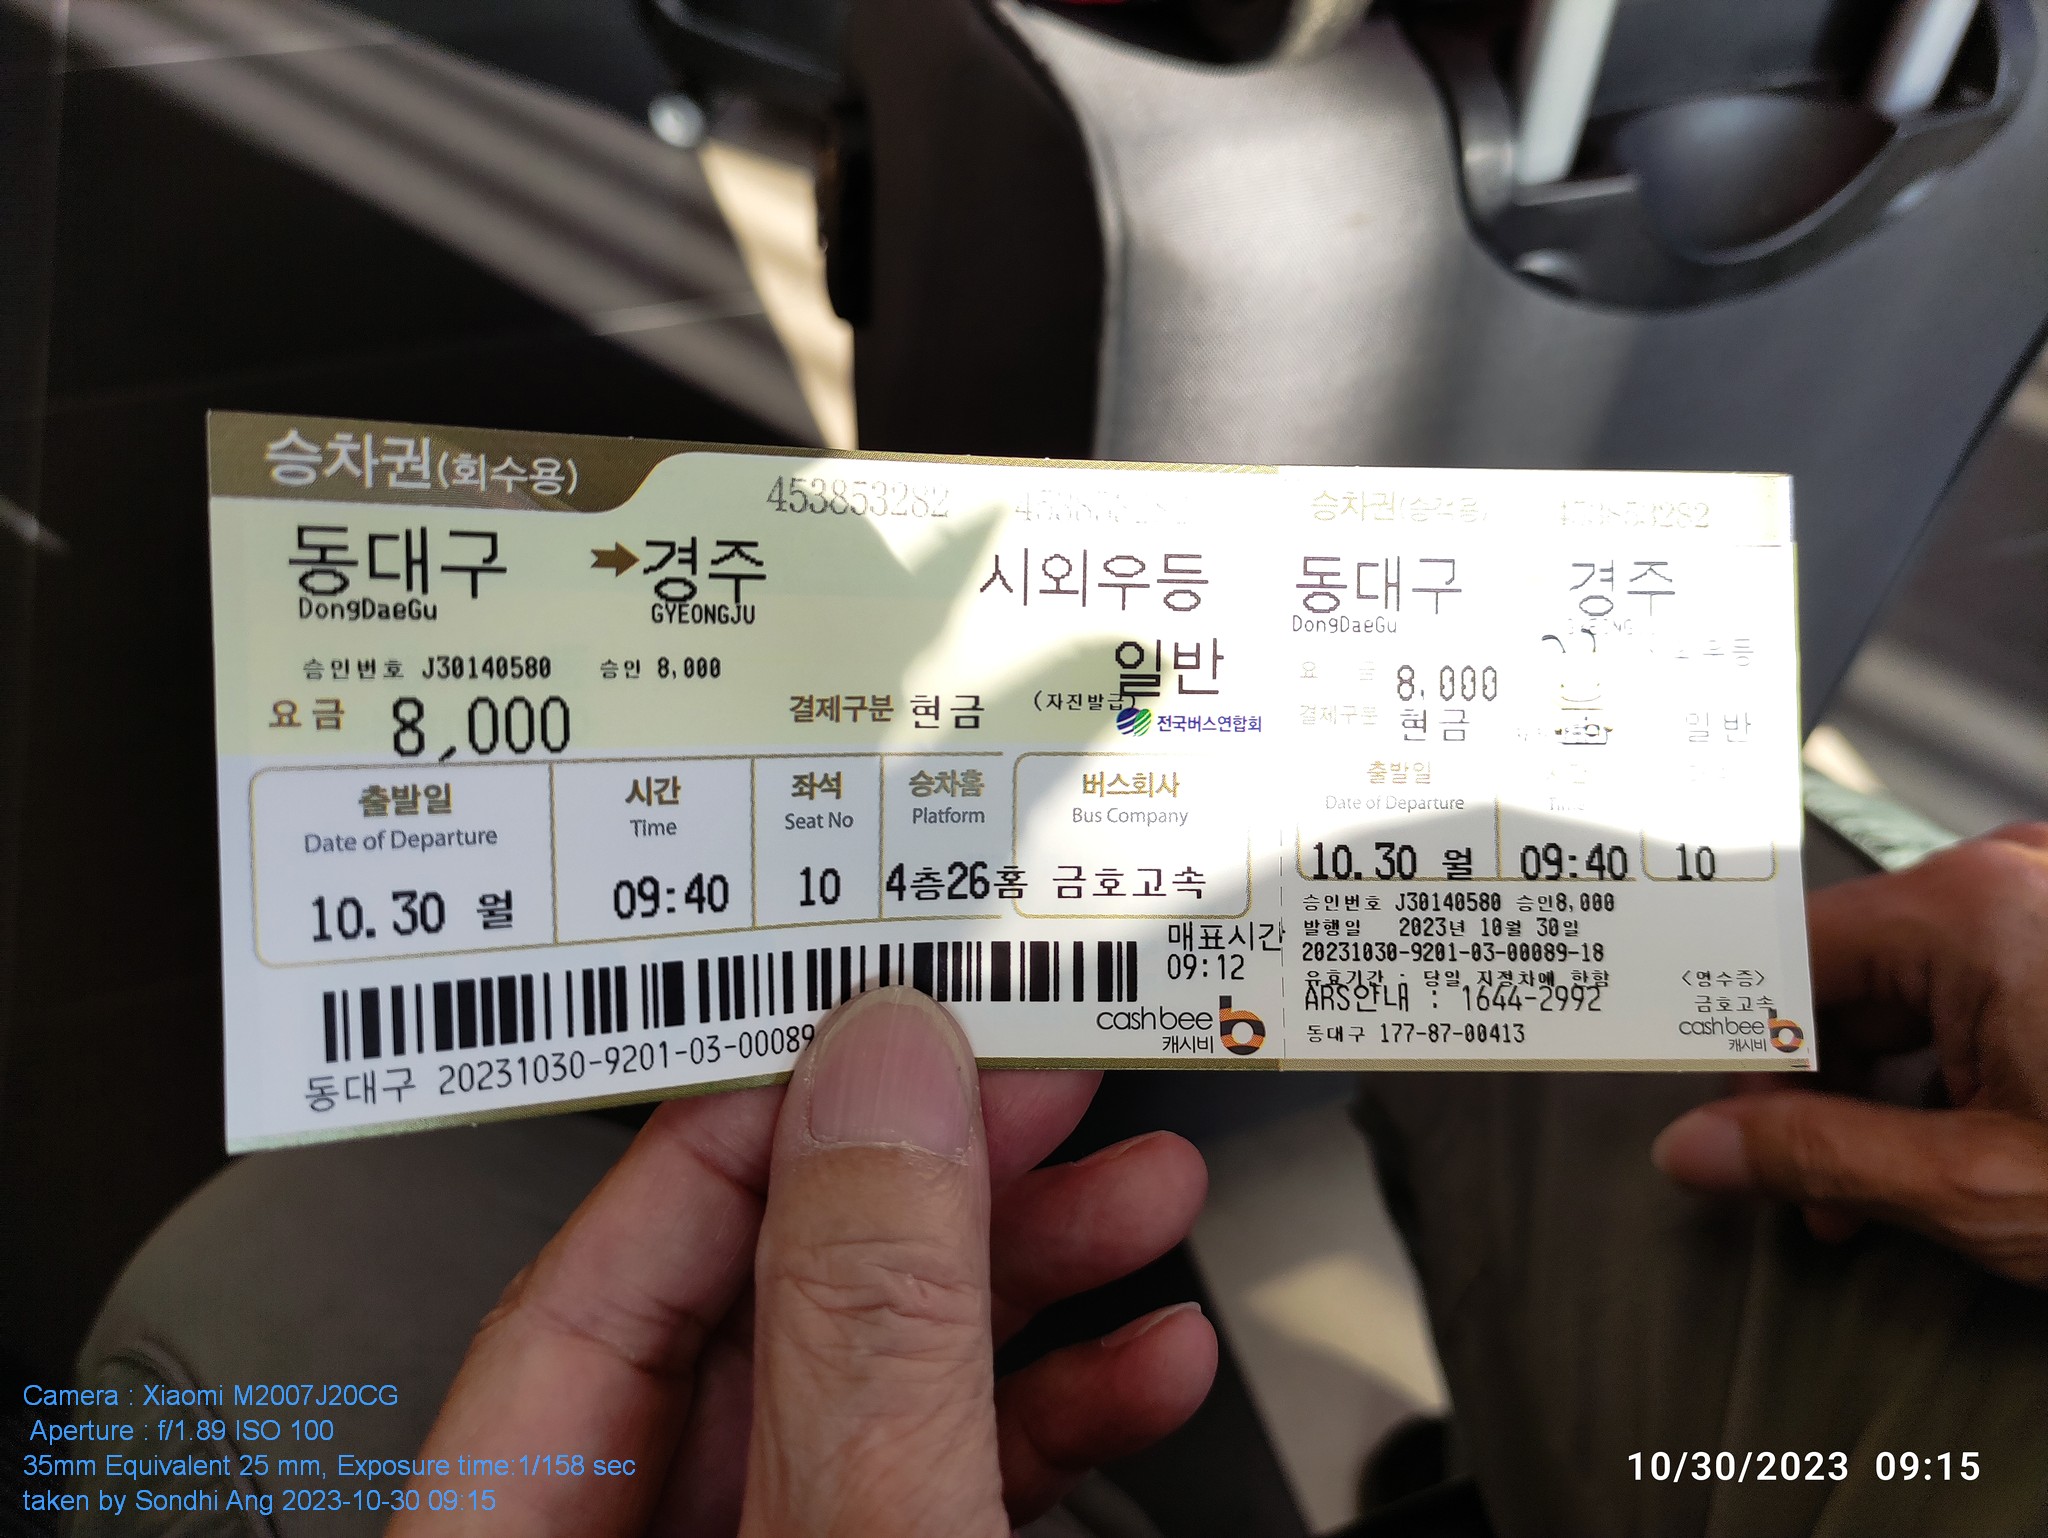 승차권(회수용)
453853282
동대구 → 경주
DongDaeGu GYEONGJU
시외우등
일반
승인번호 J30140580 승인 8,000
요금 8,000 결제구분 현금 (자진발급)
전국버스연합회
출발일 시간 좌석 승차홈 버스회사
Date of Departure Time Seat No Platform Bus Company
10.30 월 09:40 10 4층26홈 금호고속
매표시간
09:12
동대구 20231030-9201-03-00089
cashbee
캐시비
승차권(승객용) 453853282
동대구 경주
DongDaeGu
요 금 8,000
결제구분 현금 일반
출발일 시간
Date of Departure Time
10.30 월 09:40 10
승인번호 J30140580 승인8,000
발행일 2023년 10월 30일
20231030-9201-03-00089-18
유효기간 : 당일 지정차에 한함 <영수증>
ARS안내 : 1644-2992 금호고속
동대구 177-87-00413
cashbee
캐시비
Camera : Xiaomi M2007J20CG
Aperture : f/1.89 ISO 100
35mm Equivalent 25 mm, Exposure time:1/158 sec
taken by Sondhi Ang 2023-10-30 09:15
10/30/2023 09:15